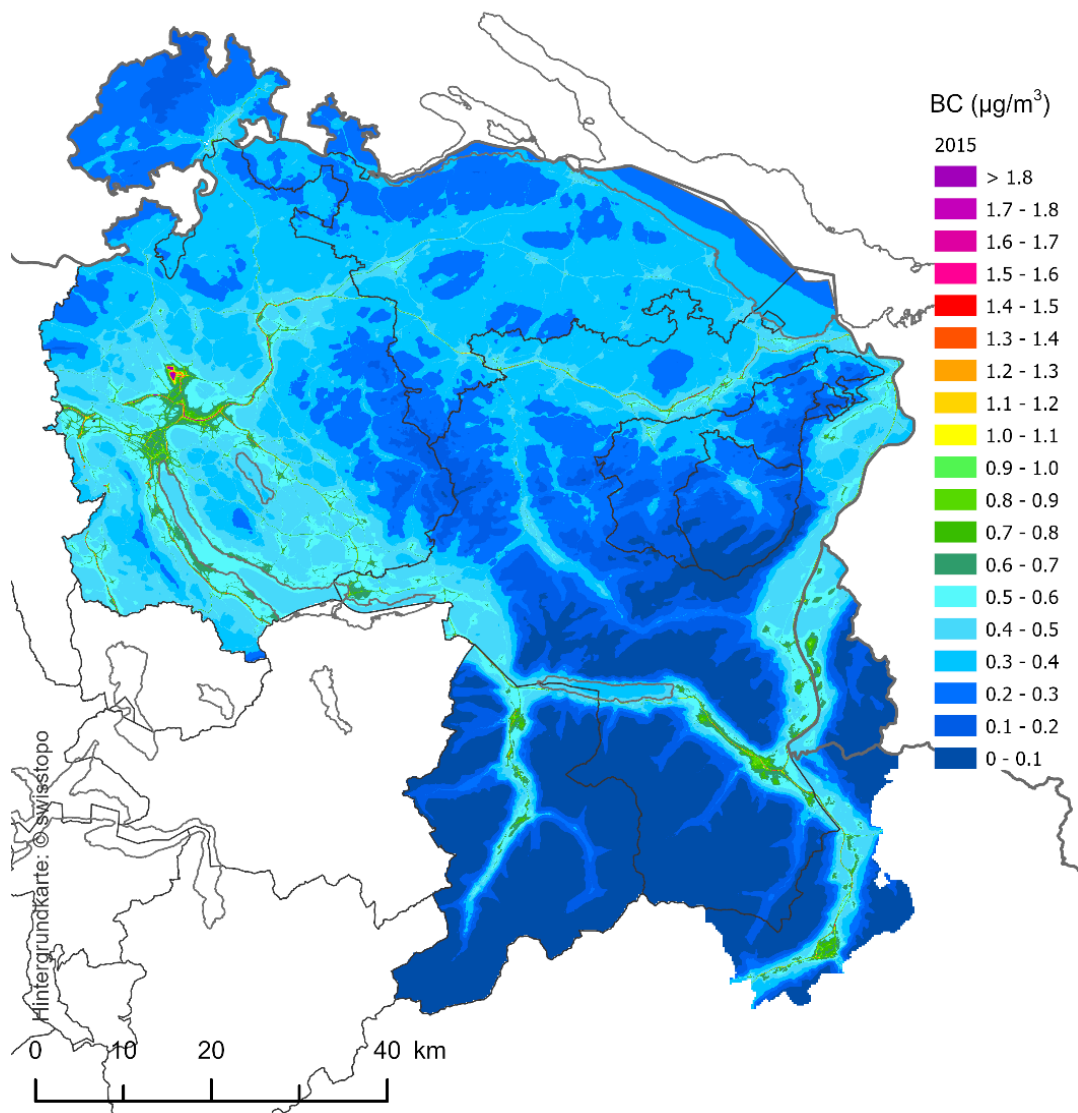 BC (µg/m³)
2015
> 1.8
1.7 - 1.8
1.6 - 1.7
1.5 - 1.6
1.4 - 1.5
1.3 - 1.4
1.2 - 1.3
1.1 - 1.2
1.0 - 1.1
0.9 - 1.0
0.8 - 0.9
0.7 - 0.8
0.6 - 0.7
0.5 - 0.6
0.4 - 0.5
0.3 - 0.4
0.2 - 0.3
0.1 - 0.2
0 - 0.1
Hintergrundkarte: © swisstopo
0 10 20 40 km